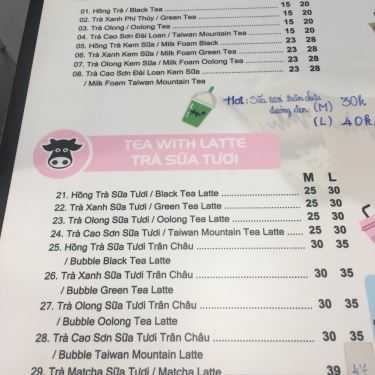 01. Hồng Trà / Black Tea 15 20
02. Trà Xanh Phí Thúy / Green Tea 15 20
03. Trà Olong / Oolong Tea 15 20
04. Trà Cao Sơn Đài Loan / Taiwan Mountain Tea 15 20
05. Hồng Trà Kem Sữa / Milk Foam Black 23 28
06. Trà Xanh Kem Sữa / Milk Foam Green Tea 23 28
07. Trà Olong Kem Sữa / Milk Foam Oolong Tea 23 28
08. Trà Cao Sơn Đài Loan Kem Sữa 23 28
/ Milk Foam Taiwan Mountain Tea
Hot: Sữa tươi trân châu
đường đen (M) 30k
(L) 40k
TEA WITH LATTE
TRÀ SỮA TƯƠI
M L
21. Hồng Trà Sữa Tươi / Black Tea Latte 25 30
22. Trà Xanh Sữa Tươi / Green Tea Latte 25 30
23. Trà Olong Sữa Tươi / Oolong Tea Latte 25 30
24. Trà Cao Sơn Sữa Tươi / Taiwan Mountain Tea Latte 25 30
25. Hồng Trà Sữa Tươi Trân Châu 30 35
/ Bubble Black Tea Latte
26. Trà Xanh Sữa Tươi Trân Châu 30 35
/ Bubble Green Tea Latte
27. Trà Olong Sữa Tươi Trân Châu 30 35
/ Bubble Oolong Tea Latte
28. Trà Cao Sơn Sữa Tươi Trân Châu 30 35
/ Bubble Taiwan Mountain Latte
29. Trà Matcha Sữa Tươi / Matcha Latte 39